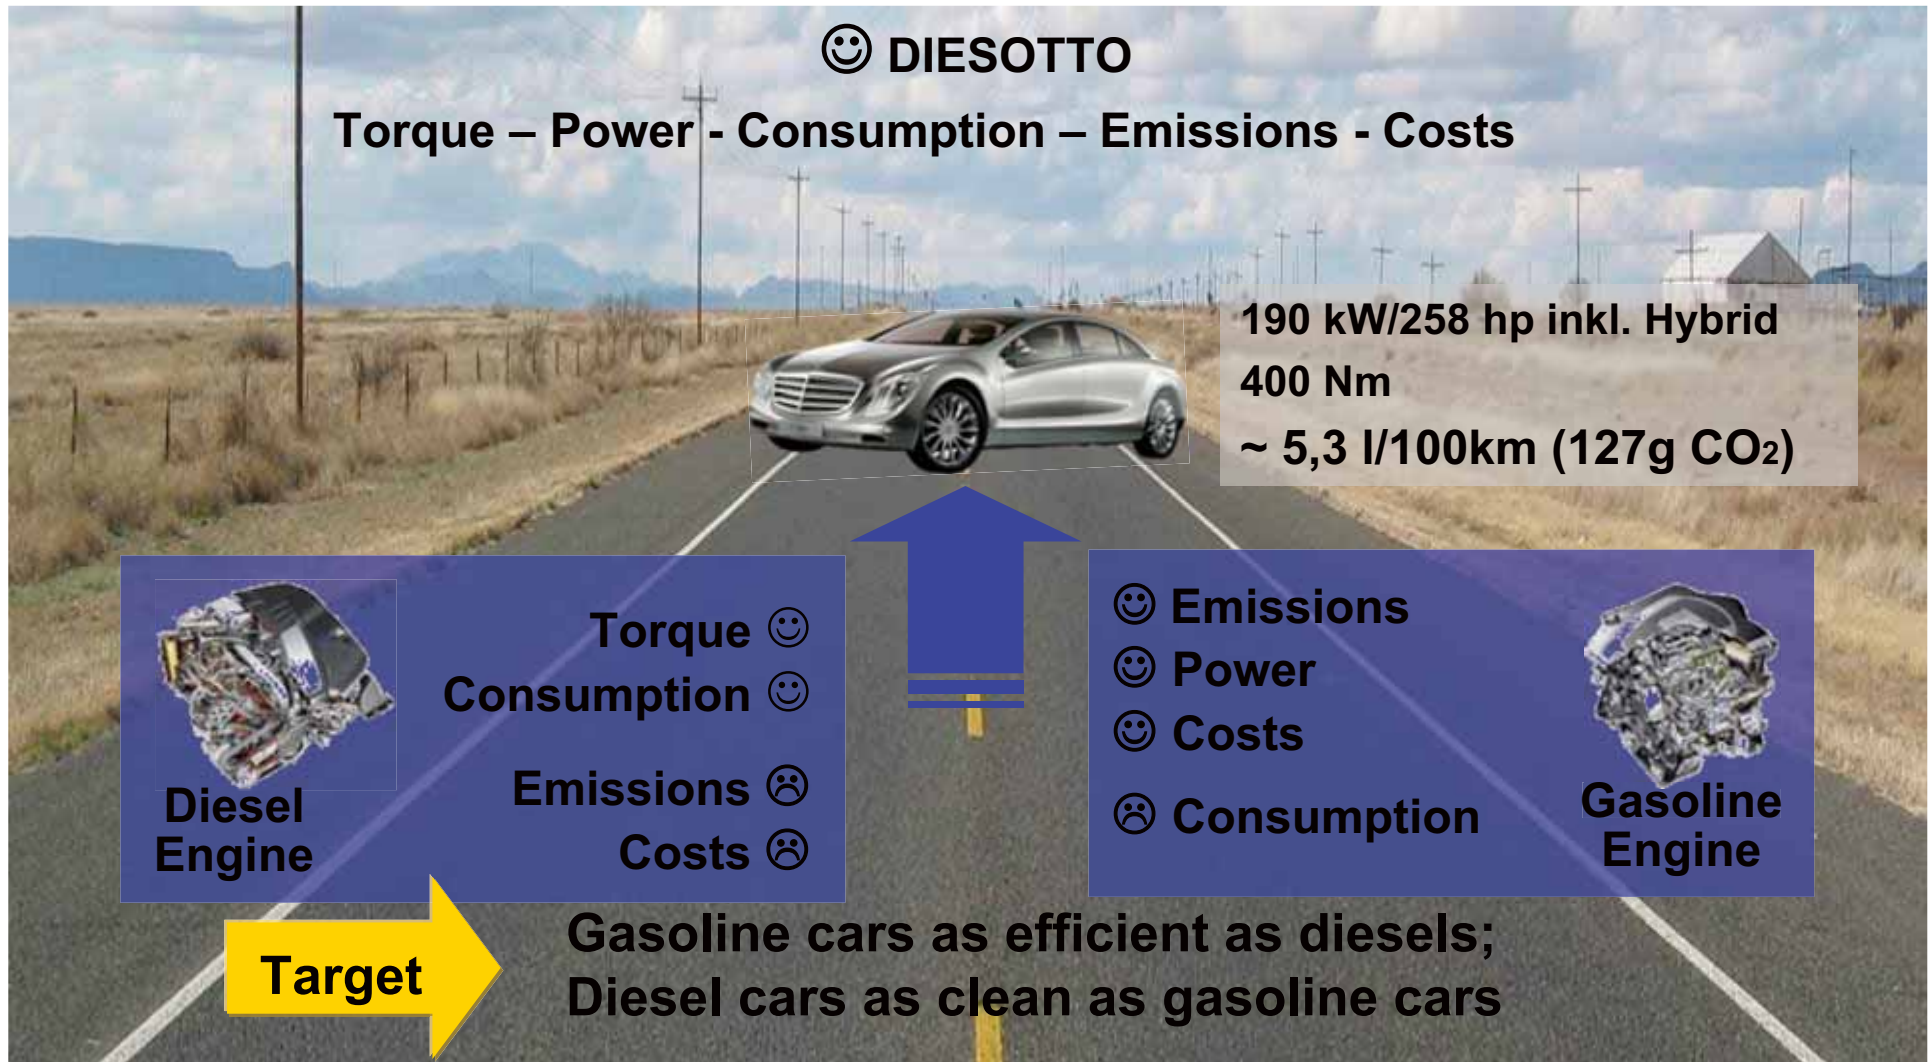 ☺ DIESOTTO
Torque – Power - Consumption – Emissions - Costs
190 kW/258 hp inkl. Hybrid
400 Nm
~ 5,3 l/100km (127g CO₂)
Torque ☺
Consumption ☺
Emissions ☹
Costs ☹
Diesel
Engine
☺ Emissions
☺ Power
☺ Costs
☹ Consumption
Gasoline
Engine
Target
Gasoline cars as efficient as diesels;
Diesel cars as clean as gasoline cars